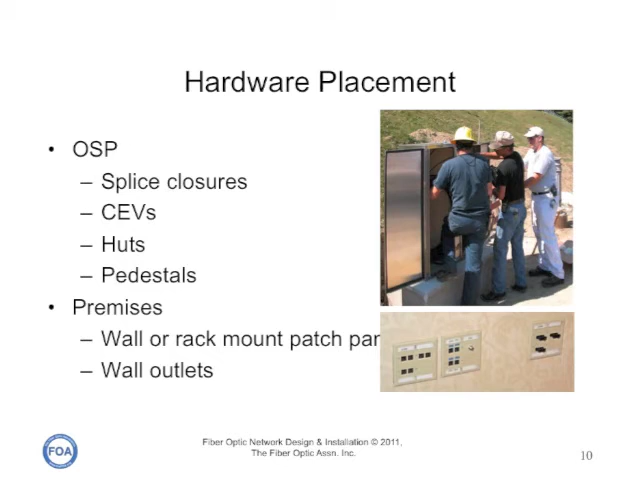 Hardware Placement
• OSP
– Splice closures
– CEVs
– Huts
– Pedestals
• Premises
– Wall or rack mount patch par
– Wall outlets
FOA
Fiber Optic Network Design & Installation © 2011,
The Fiber Optic Assn. Inc.
10